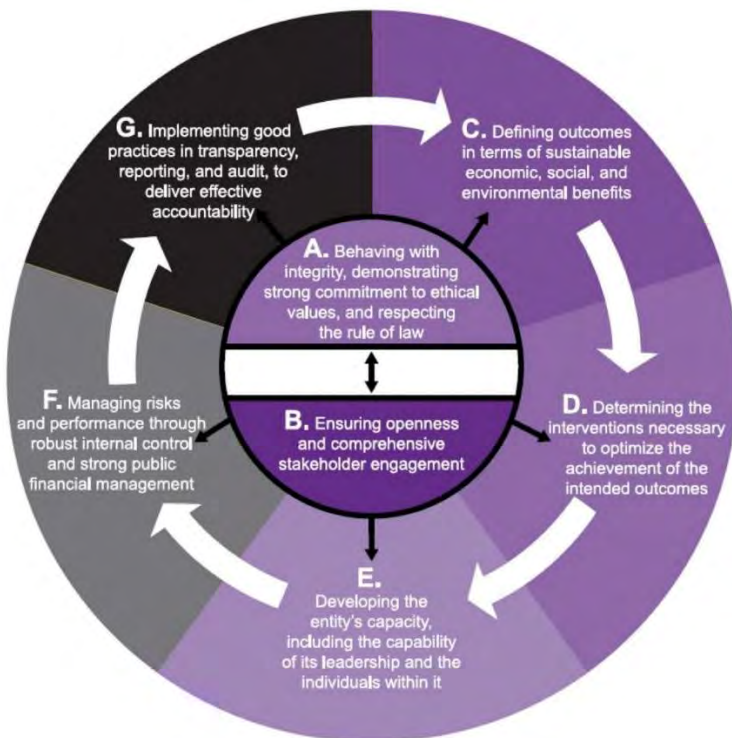 G. Implementing good
practices in transparency,
reporting, and audit, to
deliver effective
accountability
C. Defining outcomes
in terms of sustainable
economic, social, and
environmental benefits
A. Behaving with
integrity, demonstrating
strong commitment to ethical
values, and respecting
the rule of law
B. Ensuring openness
and comprehensive
stakeholder engagement
F. Managing risks
and performance through
robust internal control
and strong public
financial management
D. Determining the
interventions necessary
to optimize the
achievement of the
intended outcomes
E.
Developing the
entity's capacity,
including the capability
of its leadership and the
individuals within it